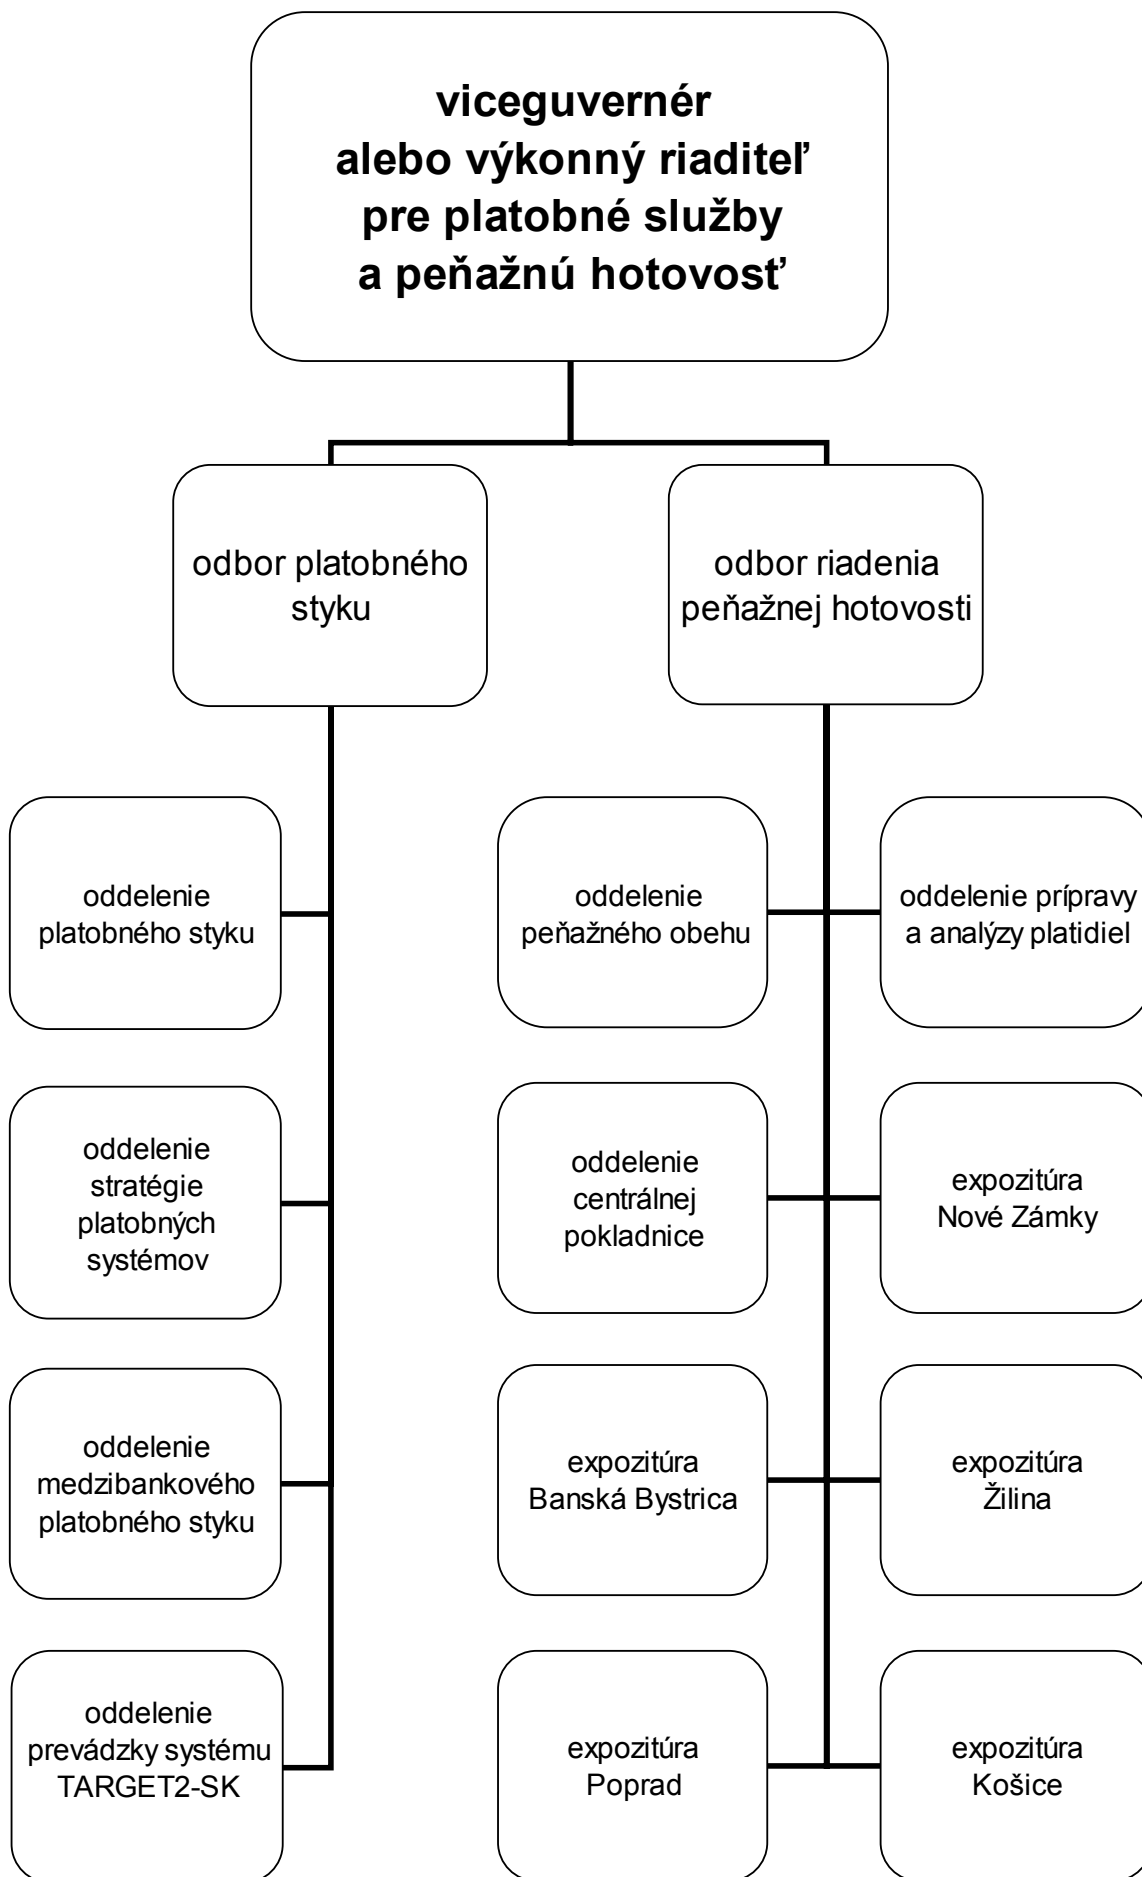 viceguvernér
alebo výkonný riaditeľ
pre platobné služby
a peňažnú hotovosť
odbor platobného
styku
odbor riadenia
peňažnej hotovosti
oddelenie
platobného styku
oddelenie
peňažného obehu
oddelenie prípravy
a analýzy platidiel
oddelenie
stratégie
platobných
systémov
oddelenie
centrálnej
pokladnice
expozitúra
Nové Zámky
oddelenie
medzibankového
platobného styku
expozitúra
Banská Bystrica
expozitúra
Žilina
oddelenie
prevádzky systému
TARGET2-SK
expozitúra
Poprad
expozitúra
Košice